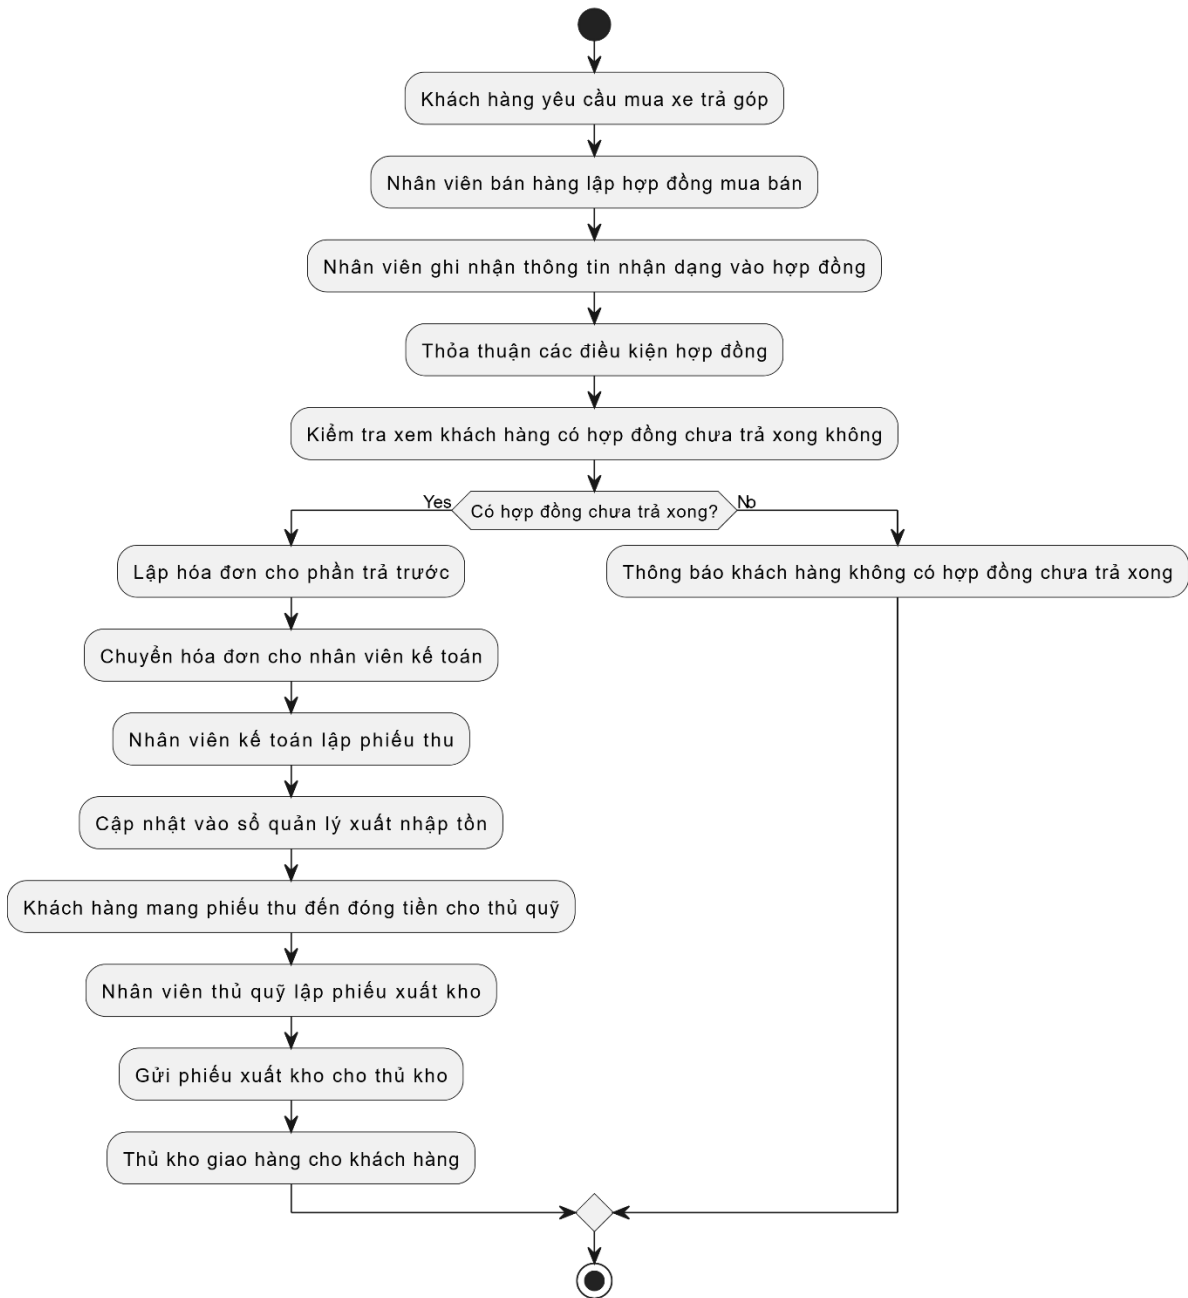 Khách hàng yêu cầu mua xe trả góp
Nhân viên bán hàng lập hợp đồng mua bán
Nhân viên ghi nhận thông tin nhận dạng vào hợp đồng
Thỏa thuận các điều kiện hợp đồng
Kiểm tra xem khách hàng có hợp đồng chưa trả xong không
Yes
Có hợp đồng chưa trả xong?
No
Lập hóa đơn cho phần trả trước
Thông báo khách hàng không có hợp đồng chưa trả xong
Chuyển hóa đơn cho nhân viên kế toán
Nhân viên kế toán lập phiếu thu
Cập nhật vào sổ quản lý xuất nhập tồn
Khách hàng mang phiếu thu đến đóng tiền cho thủ quỹ
Nhân viên thủ quỹ lập phiếu xuất kho
Gửi phiếu xuất kho cho thủ kho
Thủ kho giao hàng cho khách hàng